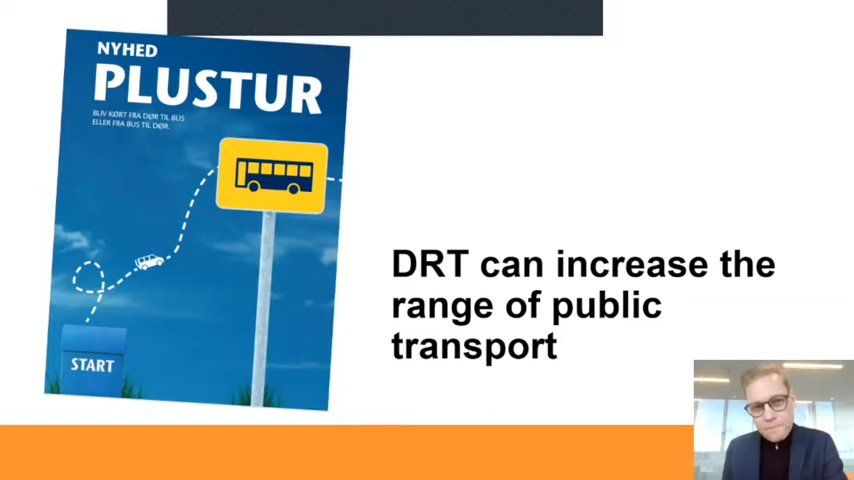 NYHED
PLUSTUR
BLIV KØRT FRA DØR TIL BUS
ELLER FRA BUS TIL DØR.
START
DRT can increase the
range of public
transport